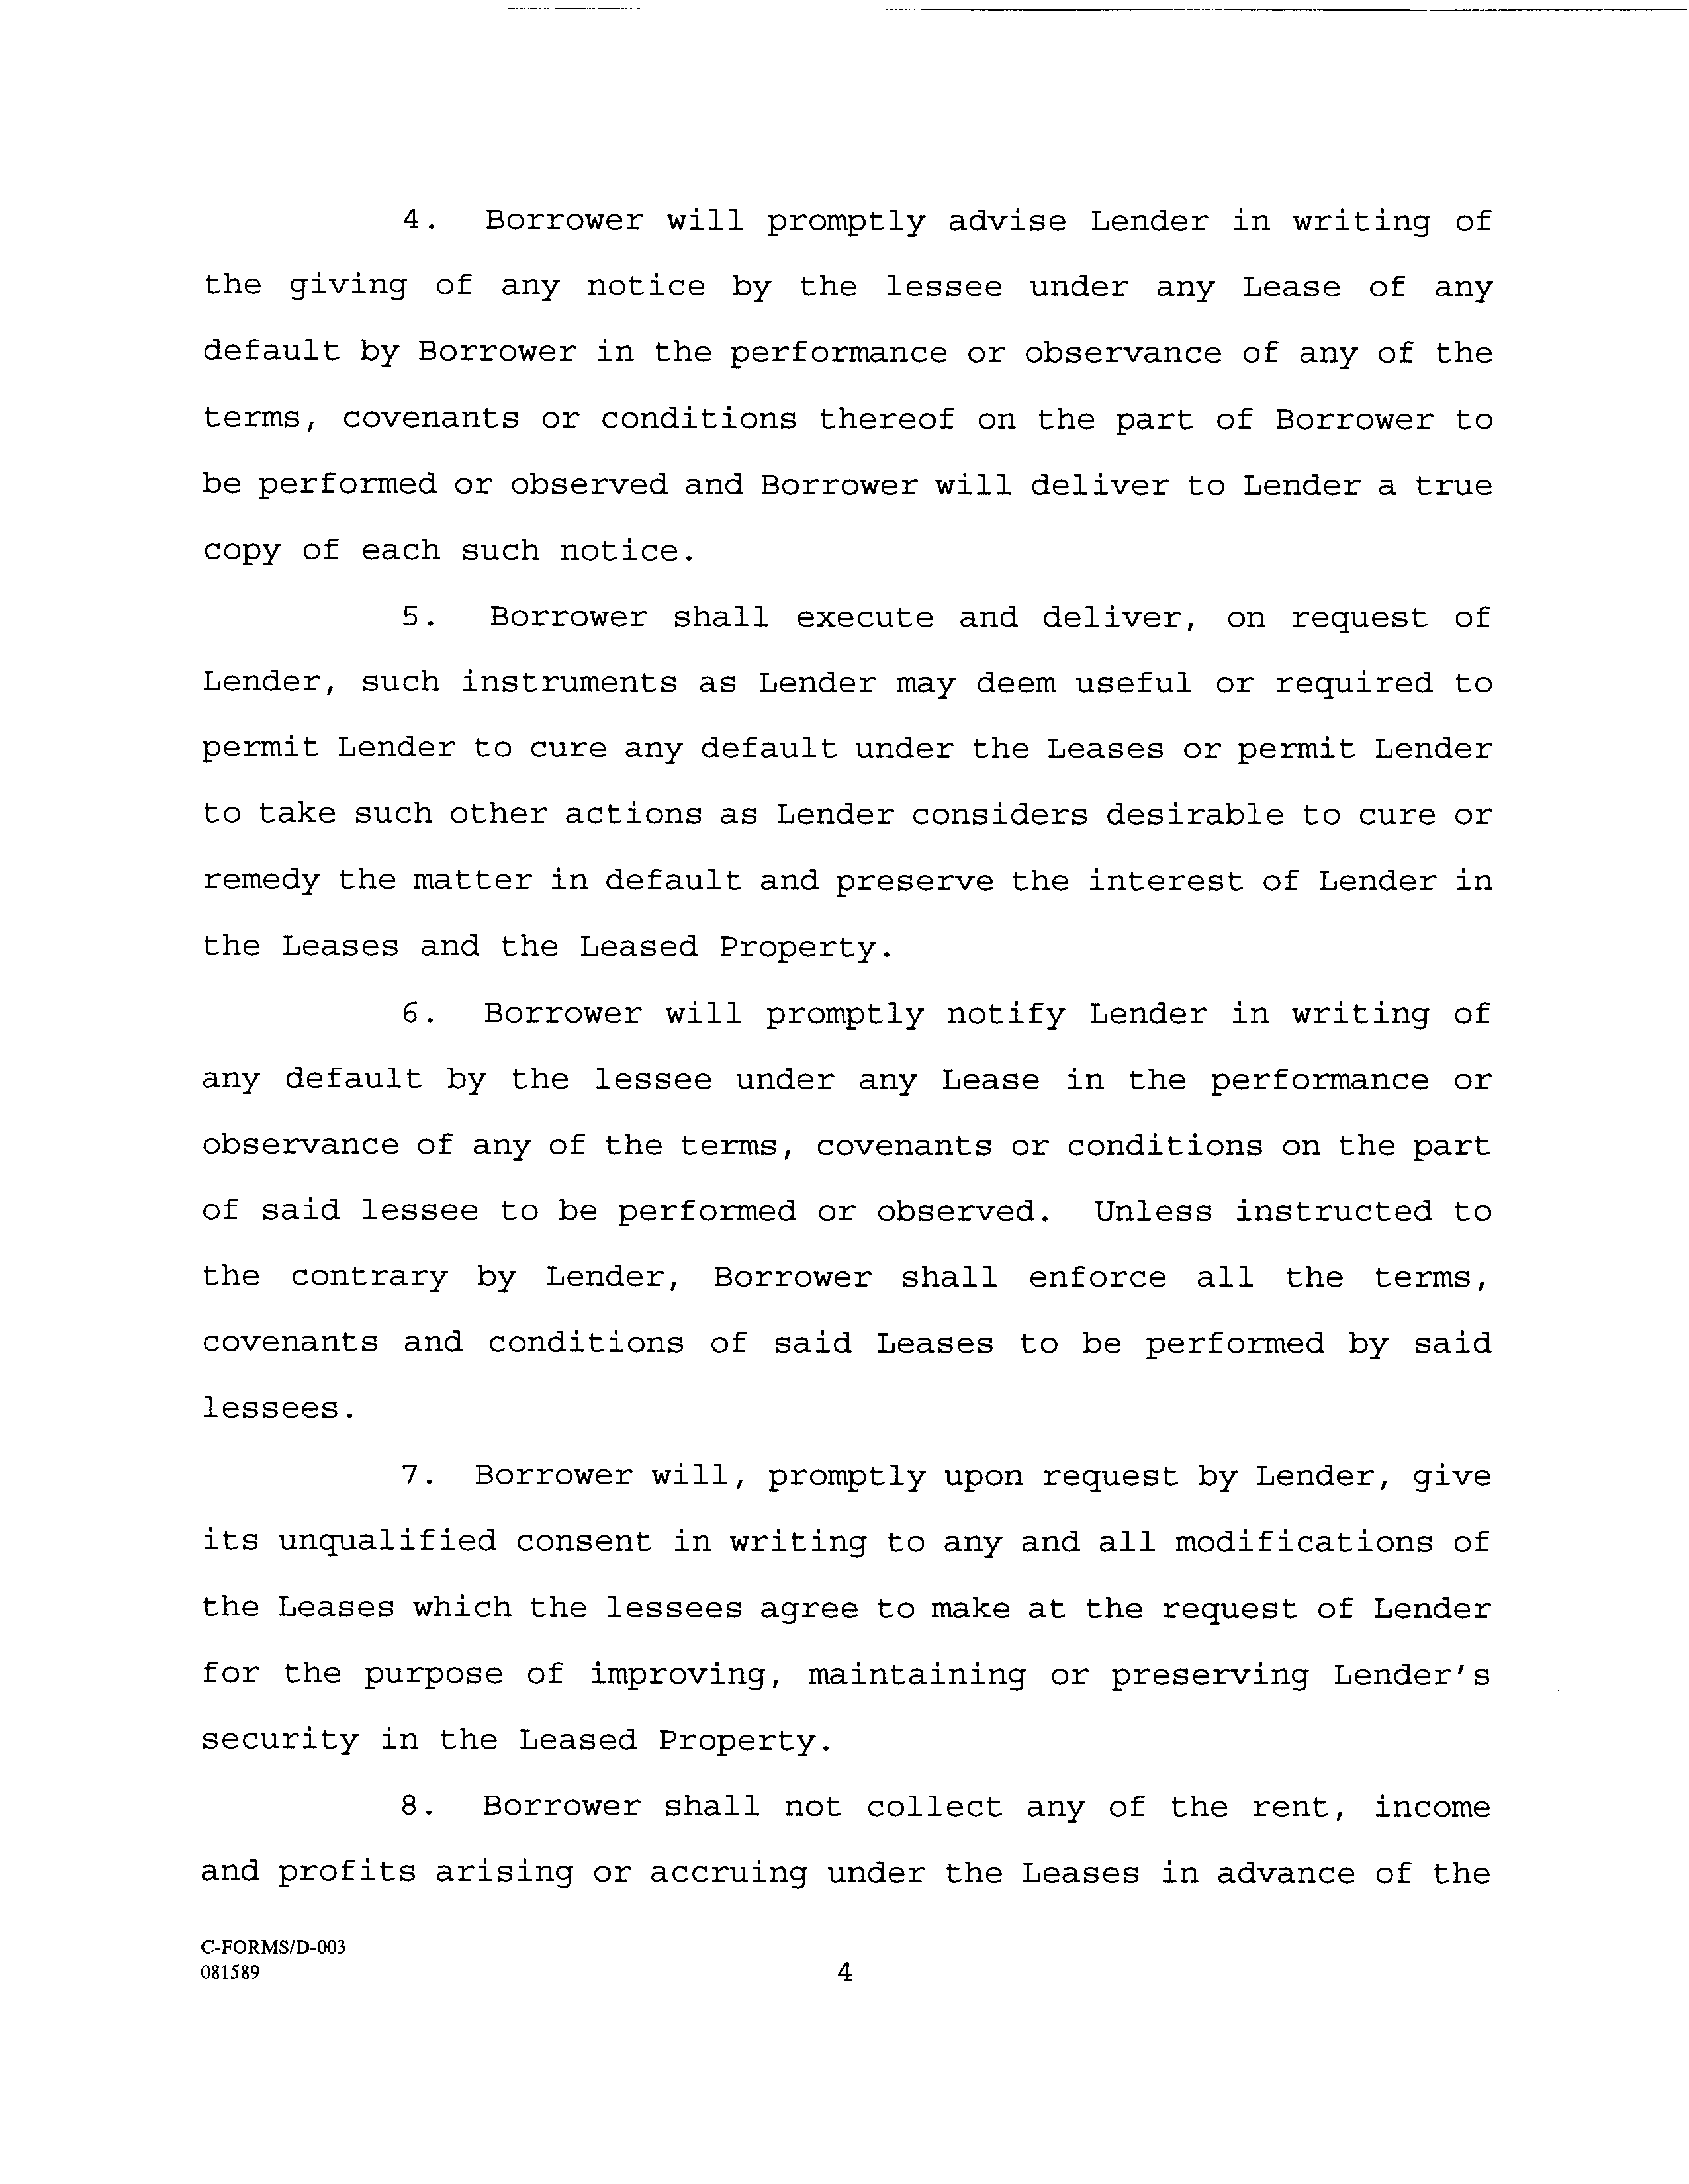 4. Borrower will promptly advise Lender in writing of
the giving of any notice by the lessee under any Lease of any
default by Borrower in the performance or observance of any of the
terms, covenants or conditions thereof on the part of Borrower to
be performed or observed and Borrower will deliver to Lender a true
copy of each such notice.
5. Borrower shall execute and deliver, on request of
Lender, such instruments as Lender may deem useful or required to
permit Lender to cure any default under the Leases or permit Lender
to take such other actions as Lender considers desirable to cure or
remedy the matter in default and preserve the interest of Lender in
the Leases and the Leased Property.
6. Borrower will promptly notify Lender in writing of
any default by the lessee under any Lease in the performance or
observance of any of the terms, covenants or conditions on the part
of said lessee to be performed or observed. Unless instructed to
the contrary by Lender, Borrower shall enforce all the terms,
covenants and conditions of said Leases to be performed by said
lessees.
7. Borrower will, promptly upon request by Lender, give
its unqualified consent in writing to any and all modifications of
the Leases which the lessees agree to make at the request of Lender
for the purpose of improving, maintaining or preserving Lender's
security in the Leased Property.
8. Borrower shall not collect any of the rent, income
and profits arising or accruing under the Leases in advance of the
C-FORMS/D-003
081589
4